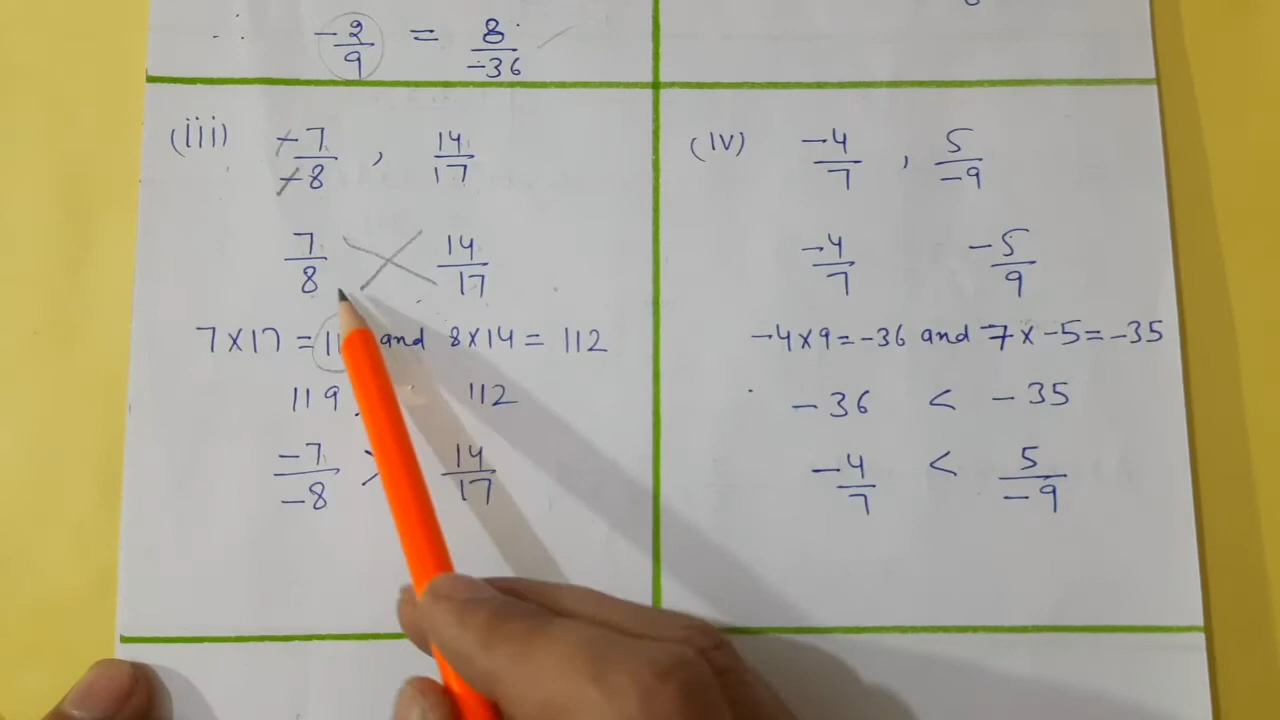 ∴ -2/9 = 8/-36
(iii) -7/-8 , 14/17
7/8 14/17
7×17 = 11 and 8×14 = 112
119 112
-7/-8 > 14/17
(iv) -4/7 , 5/-9
-4/7 -5/9
-4×9=-36 and 7×-5=-35
-36 < -35
-4/7 < 5/-9